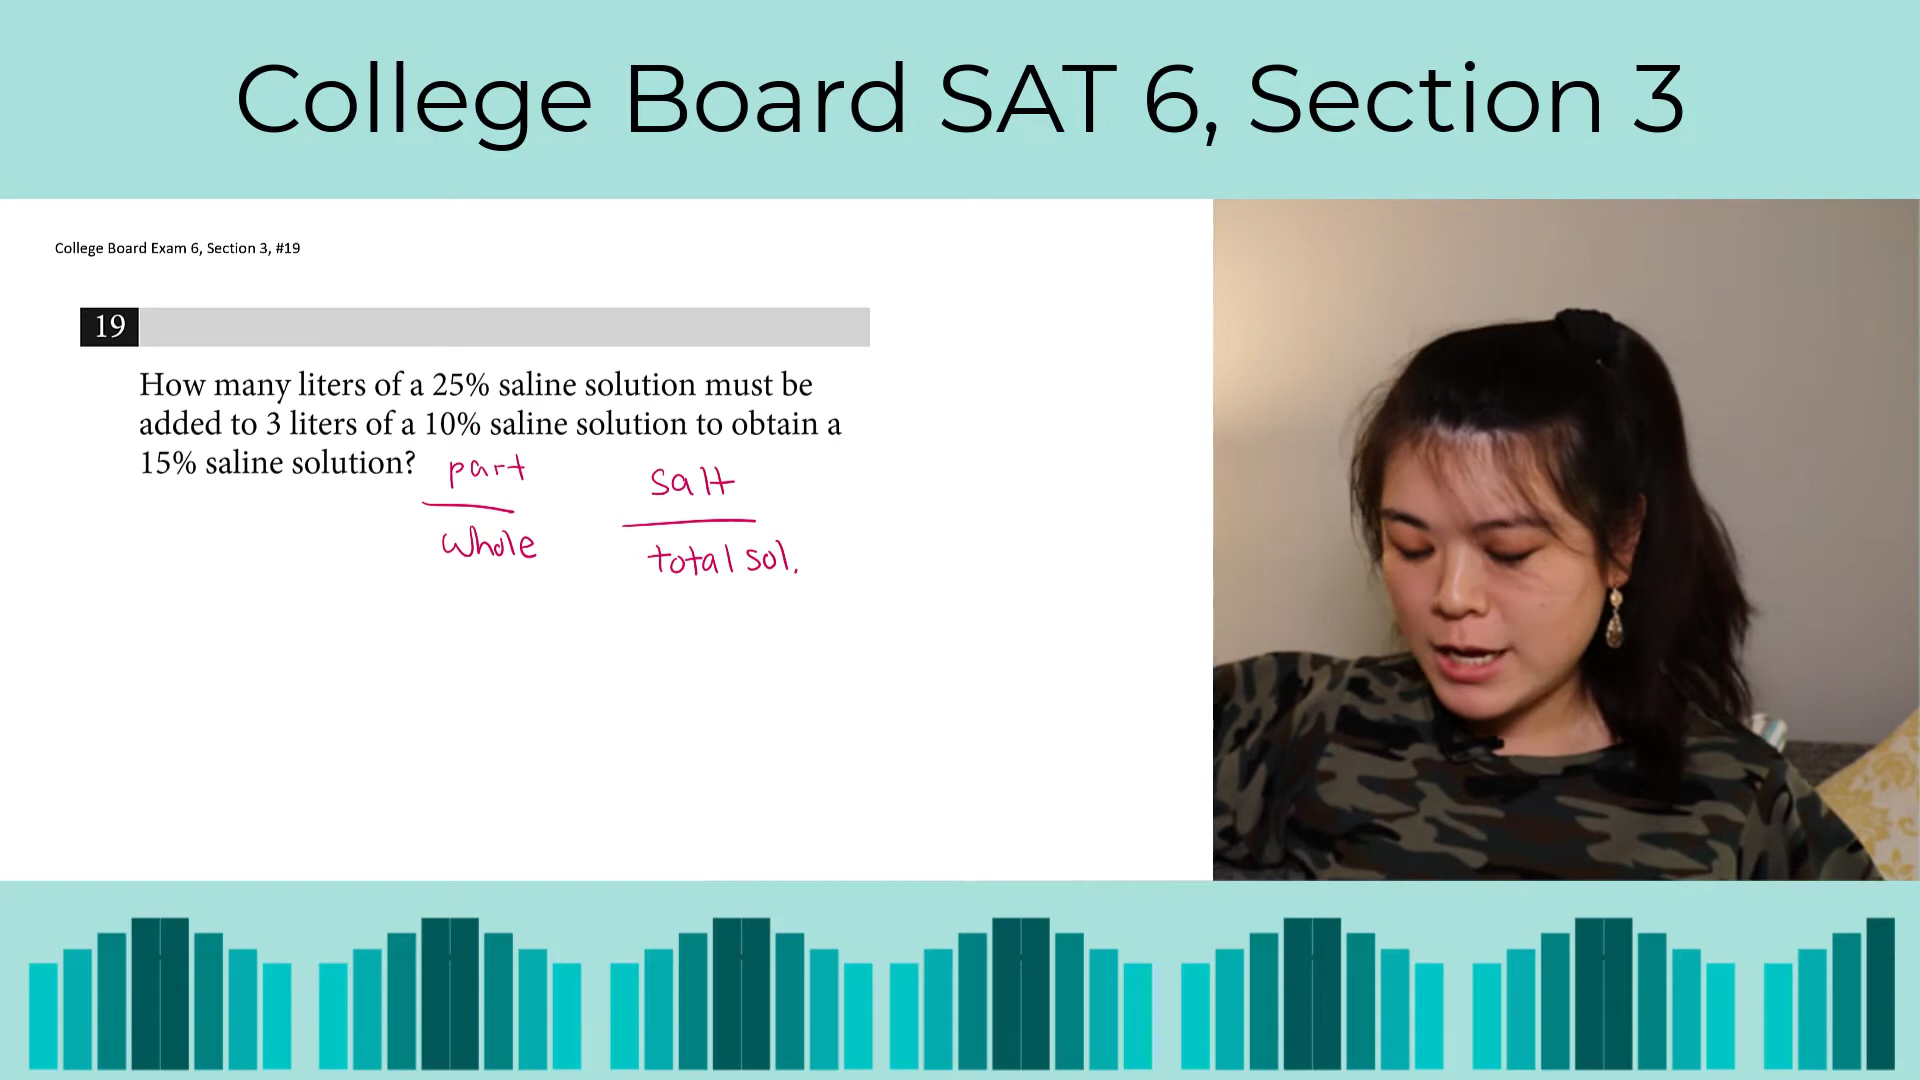 College Board SAT 6, Section 3
College Board Exam 6, Section 3, #19
19
How many liters of a 25% saline solution must be
added to 3 liters of a 10% saline solution to obtain a
15% saline solution?
part
whole
salt
total sol.